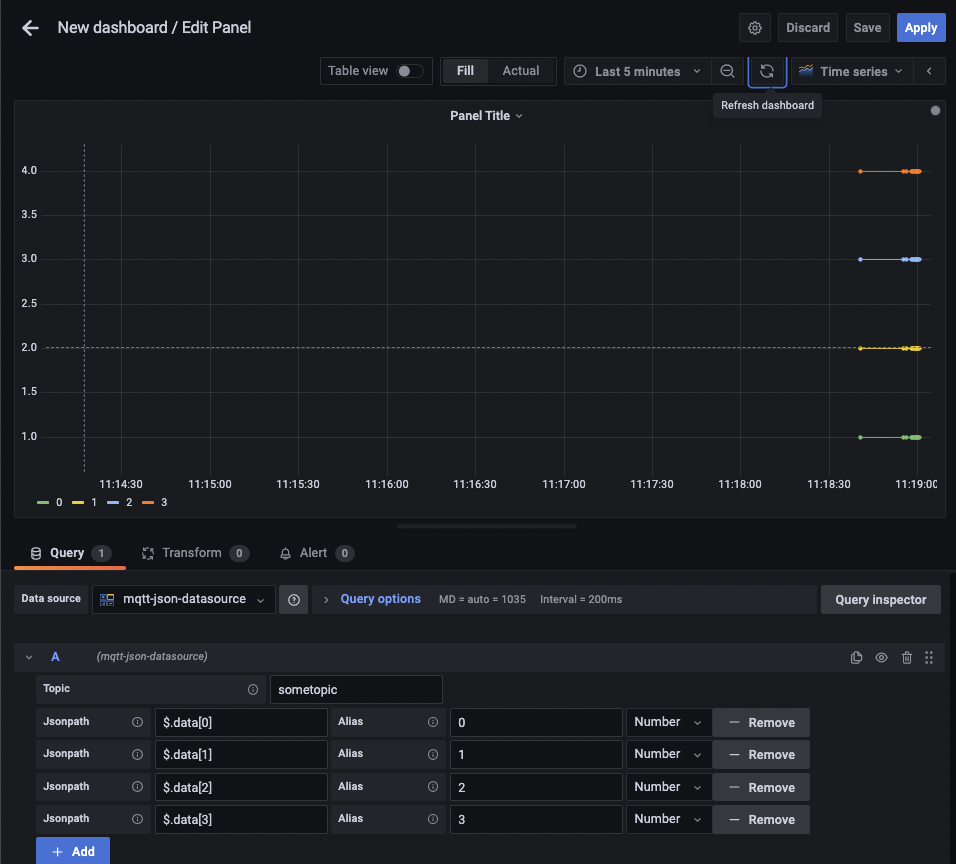 New dashboard / Edit Panel
Discard
Save
Apply
Table view
Fill
Actual
Last 5 minutes
Time series
Refresh dashboard
Panel Title
4.0
3.5
3.0
2.5
2.0
1.5
1.0
11:14:30 11:15:00 11:15:30 11:16:00 11:16:30 11:17:00 11:17:30 11:18:00 11:18:30 11:19:00
0 1 2 3
Query 1 Transform 0 Alert 0
Data source mqtt-json-datasource Query options MD = auto = 1035 Interval = 200ms Query inspector
A (mqtt-json-datasource)
Topic sometopic
Jsonpath $.data[0] Alias 0 Number Remove
Jsonpath $.data[1] Alias 1 Number Remove
Jsonpath $.data[2] Alias 2 Number Remove
Jsonpath $.data[3] Alias 3 Number Remove
+ Add